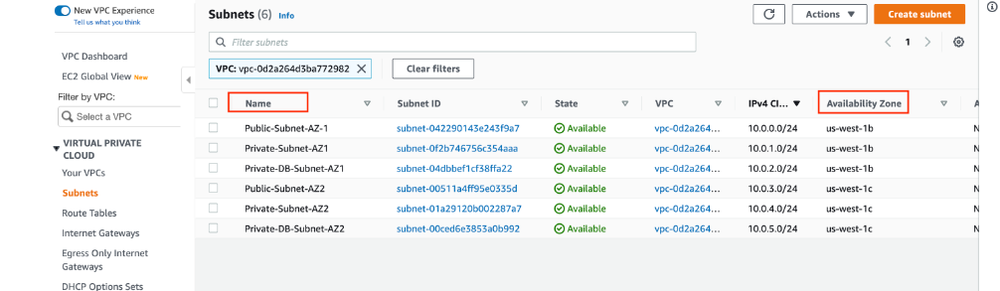 New VPC Experience
Tell us what you think
VPC Dashboard
EC2 Global View New
Filter by VPC:
Select a VPC
VIRTUAL PRIVATE
CLOUD
Your VPCs
Subnets
Route Tables
Internet Gateways
Egress Only Internet
Gateways
DHCP Options Sets
Subnets (6) Info
Actions
Create subnet
Filter subnets
1
VPC: vpc-0d2a264d3ba772982
Clear filters
Name Subnet ID State VPC IPv4 CI... Availability Zone A
Public-Subnet-AZ-1 subnet-042290143e243f9a7 Available vpc-0d2a264... 10.0.0.0/24 us-west-1b N
Private-Subnet-AZ1 subnet-0f2b746756c354aaa Available vpc-0d2a264... 10.0.1.0/24 us-west-1b N
Private-DB-Subnet-AZ1 subnet-04dbbef1cf38ffa22 Available vpc-0d2a264... 10.0.2.0/24 us-west-1b N
Public-Subnet-AZ2 subnet-00511a4ff95e0335d Available vpc-0d2a264... 10.0.3.0/24 us-west-1c N
Private-Subnet-AZ2 subnet-01a29120b002287a7 Available vpc-0d2a264... 10.0.4.0/24 us-west-1c N
Private-DB-Subnet-AZ2 subnet-00ced6e3853a0b992 Available vpc-0d2a264... 10.0.5.0/24 us-west-1c N